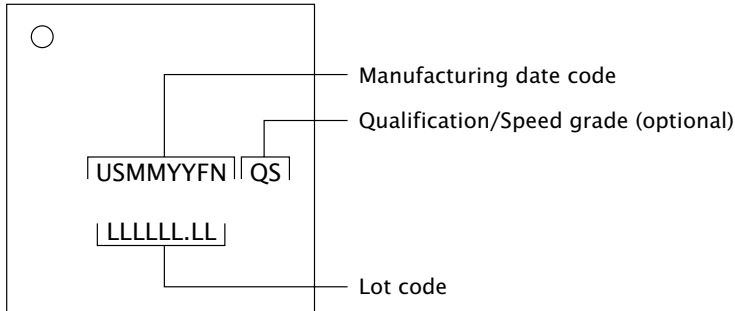 Manufacturing date code
Qualification/Speed grade (optional)
USMMYYFN QS
LLLLLL.LL
Lot code